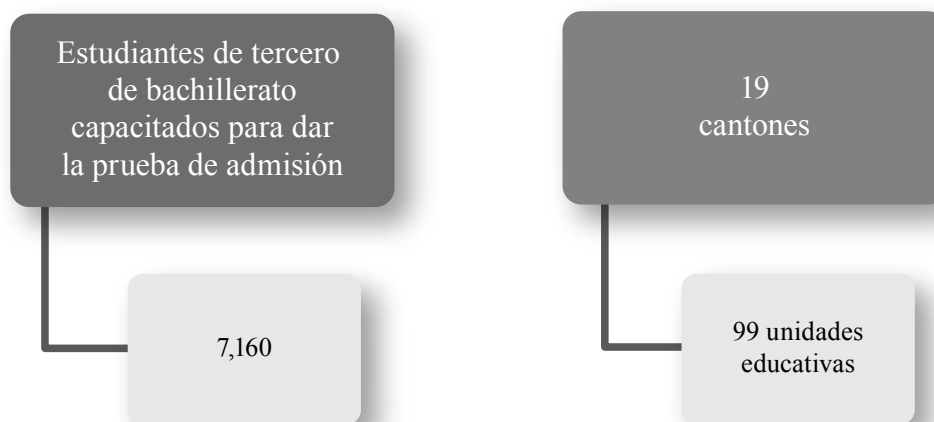 Estudiantes de tercero
de bachillerato
capacitados para dar
la prueba de admisión
7,160
19
cantones
99 unidades
educativas